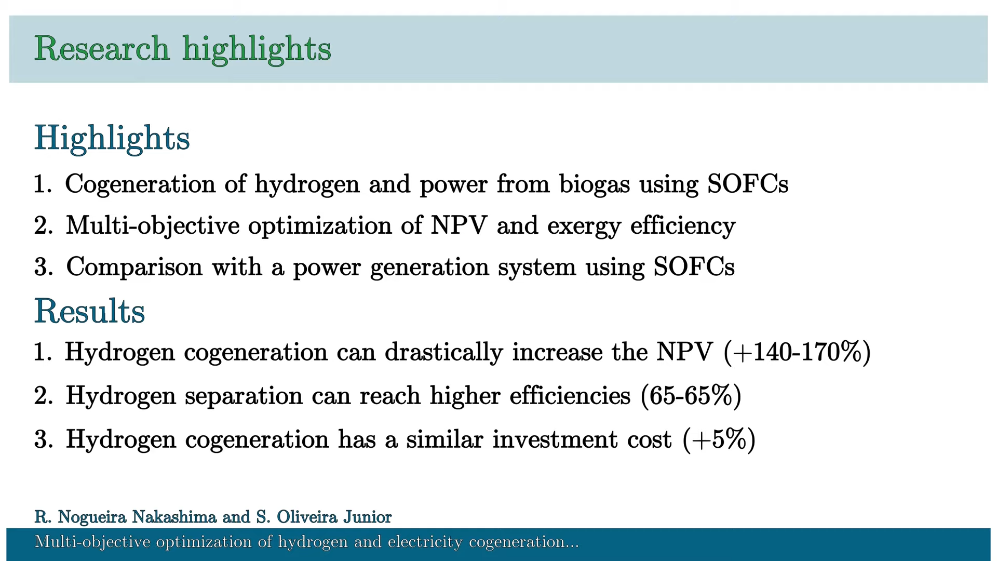 Research highlights
Highlights
1. Cogeneration of hydrogen and power from biogas using SOFCs
2. Multi-objective optimization of NPV and exergy efficiency
3. Comparison with a power generation system using SOFCs
Results
1. Hydrogen cogeneration can drastically increase the NPV (+140-170%)
2. Hydrogen separation can reach higher efficiencies (65-65%)
3. Hydrogen cogeneration has a similar investment cost (+5%)
R. Nogueira Nakashima and S. Oliveira Junior
Multi-objective optimization of hydrogen and electricity cogeneration...